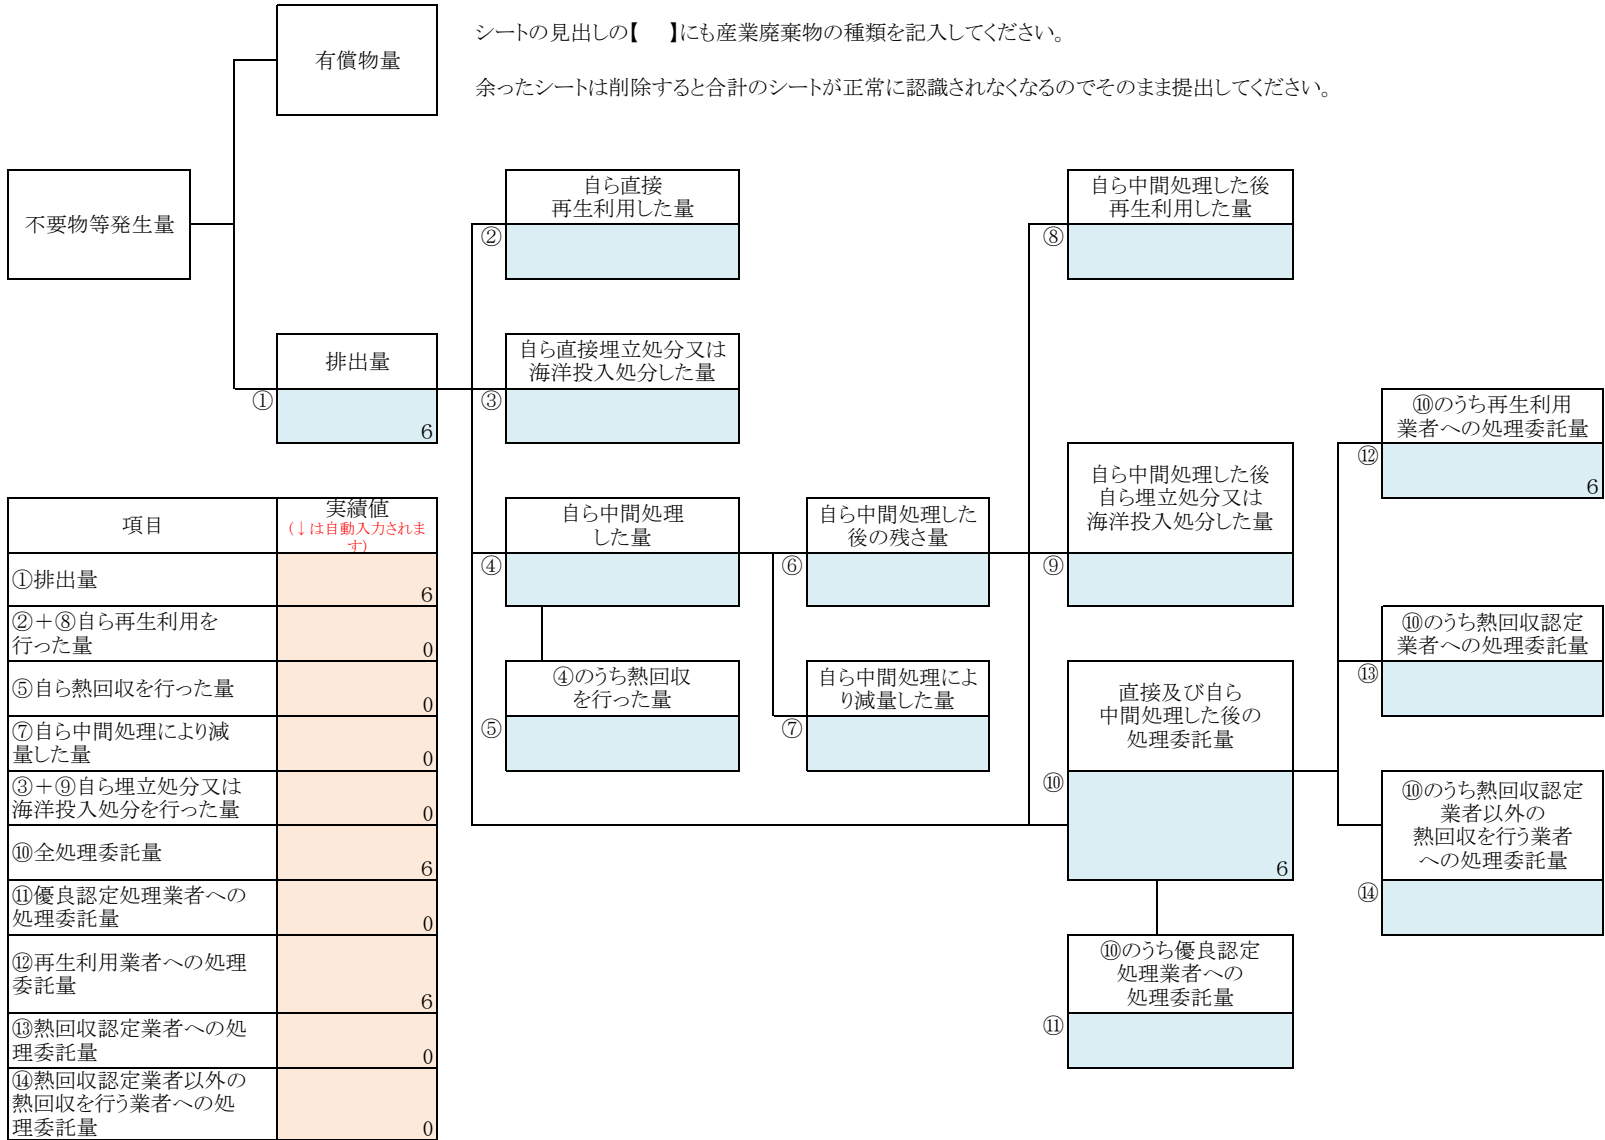 シートの見出しの【　】にも産業廃棄物の種類を記入してください。
余ったシートは削除すると合計のシートが正常に認識されなくなるのでそのまま提出してください。
有償物量
不要物等発生量
自ら直接
再生利用した量
②
自ら中間処理した後
再生利用した量
⑧
排出量
①
6
自ら直接埋立処分又は
海洋投入処分した量
③
⑩のうち再生利用
業者への処理委託量
⑫
6
自ら中間処理
した量
④
自ら中間処理した
後の残さ量
⑥
自ら中間処理した後
自ら埋立処分又は
海洋投入処分した量
⑨
⑩のうち熱回収認定
業者への処理委託量
⑬
④のうち熱回収
を行った量
⑤
自ら中間処理によ
り減量した量
⑦
直接及び自ら
中間処理した後の
処理委託量
⑩
6
⑩のうち熱回収認定
業者以外の
熱回収を行う業者
への処理委託量
⑭
⑩のうち優良認定
処理業者への
処理委託量
⑪
項目
実績値
(↓は自動入力されま
す)
①排出量
6
②＋⑧自ら再生利用を
行った量
0
⑤自ら熱回収を行った量
0
⑦自ら中間処理により減
量した量
0
③＋⑨自ら埋立処分又は
海洋投入処分を行った量
0
⑩全処理委託量
6
⑪優良認定処理業者への
処理委託量
0
⑫再生利用業者への処理
委託量
6
⑬熱回収認定業者への処
理委託量
0
⑭熱回収認定業者以外の
熱回収を行う業者への処
理委託量
0